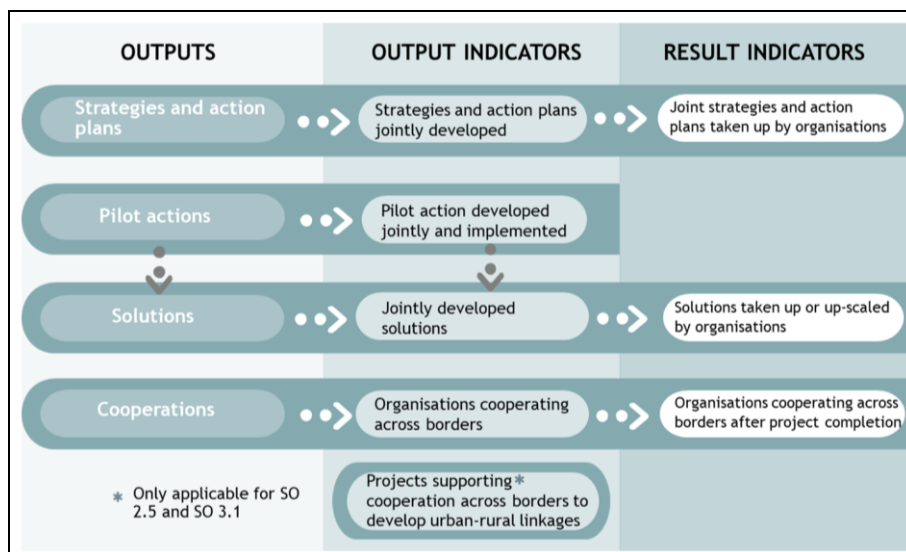 OUTPUTS
OUTPUT INDICATORS
RESULT INDICATORS
Strategies and action
plans
Strategies and action plans
jointly developed
Joint strategies and action
plans taken up by organisations
Pilot actions
Pilot action developed
jointly and implemented
Solutions
Jointly developed
solutions
Solutions taken up or up-scaled
by organisations
Cooperations
Organisations cooperating
across borders
Organisations cooperating across
borders after project completion
* Only applicable for SO
2.5 and SO 3.1
Projects supporting *
cooperation across borders to
develop urban-rural linkages